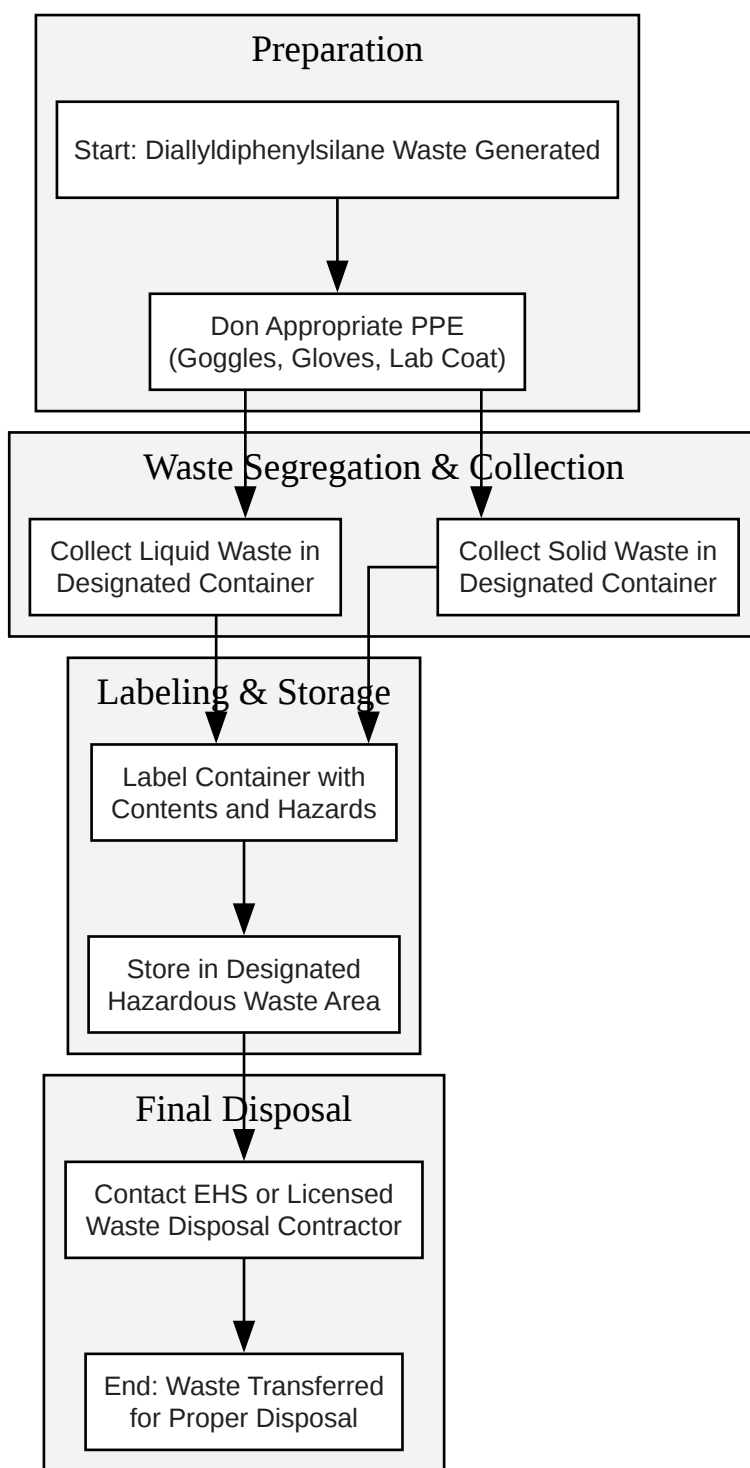 Preparation
Start: Diallyldiphenylsilane Waste Generated
Don Appropriate PPE
(Goggles, Gloves, Lab Coat)
Waste Segregation & Collection
Collect Liquid Waste in
Designated Container
Collect Solid Waste in
Designated Container
Labeling & Storage
Label Container with
Contents and Hazards
Store in Designated
Hazardous Waste Area
Final Disposal
Contact EHS or Licensed
Waste Disposal Contractor
End: Waste Transferred
for Proper Disposal